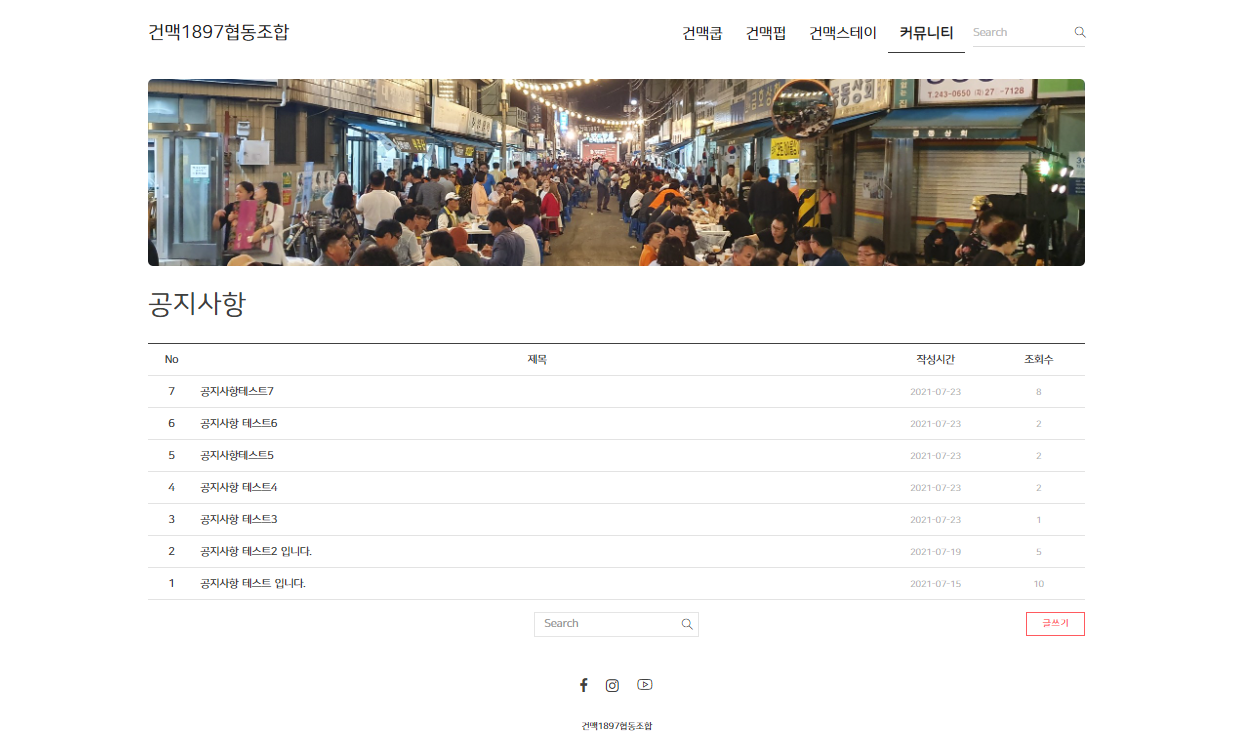 건맥1897협동조합
건맥쿱 건맥펍 건맥스테이 커뮤니티 Search
T.243-0650
-7128
공지사항
No 제목 작성시간 조회수
7 공지사항테스트7 2021-07-23 8
6 공지사항 테스트6 2021-07-23 2
5 공지사항테스트5 2021-07-23 2
4 공지사항 테스트4 2021-07-23 2
3 공지사항 테스트3 2021-07-23 1
2 공지사항 테스트2 입니다. 2021-07-19 5
1 공지사항 테스트 입니다. 2021-07-15 10
Search
글쓰기
건맥1897협동조합